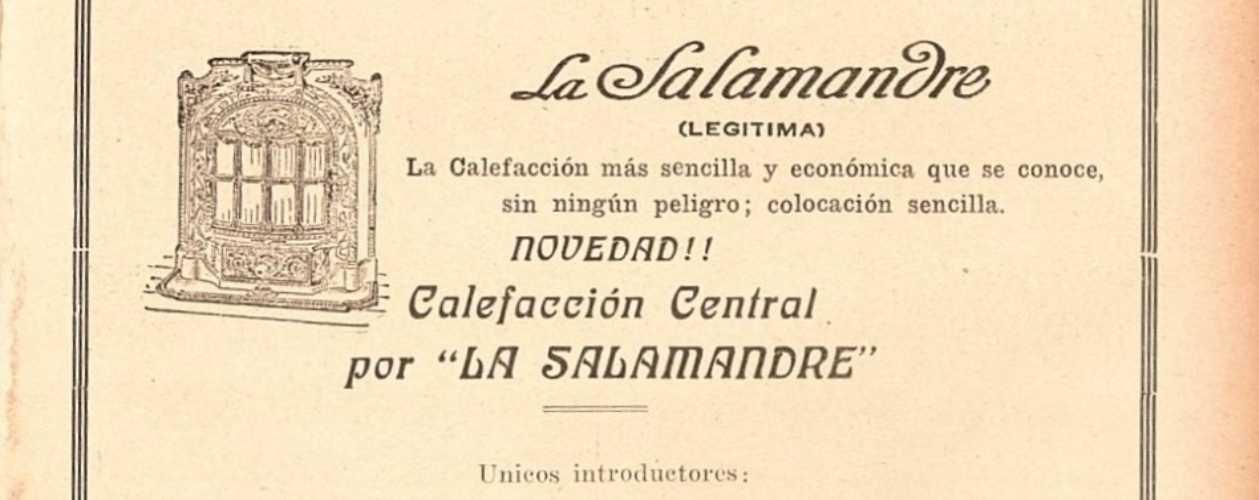 La Salamandre
(LEGITIMA)
La Calefacción más sencilla y económica que se conoce,
sin ningún peligro; colocación sencilla.
NOVEDAD!!
Calefacción Central
por “LA SALAMANDRE”
Unicos introductores: